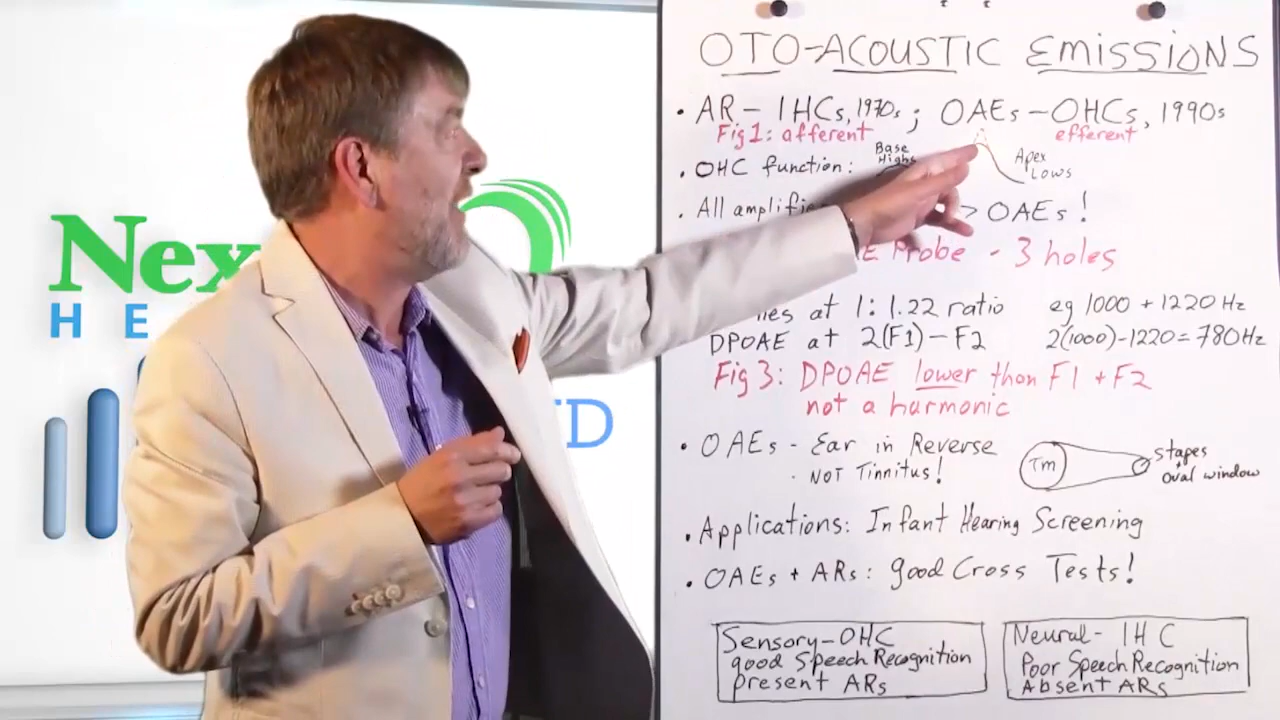 Nex
HE
D
OTO-ACOUSTIC EMISSIONS
• AR - IHCs, 1970s; OAEs - OHCs, 1990s
Fig 1: afferent efferent
• OHC function: Base Highs Apex Lows
• All > OAEs!
Probe - 3 holes
at 1: 1.22 ratio eg 1000 + 1220 Hz
DPOAE at 2(F1) - F2 2(1000)-1220 = 780Hz
Fig 3: DPOAE lower than F1 + F2
not a harmonic
• OAEs - Ear in Reverse
· NOT Tinnitus!
TM stapes + oval window
• Applications: Infant Hearing Screening
• OAEs + ARs: good Cross Tests!
Sensory-OHC
good Speech Recognition
present ARs
Neural- IHC
Poor Speech Recognition
Absent ARs